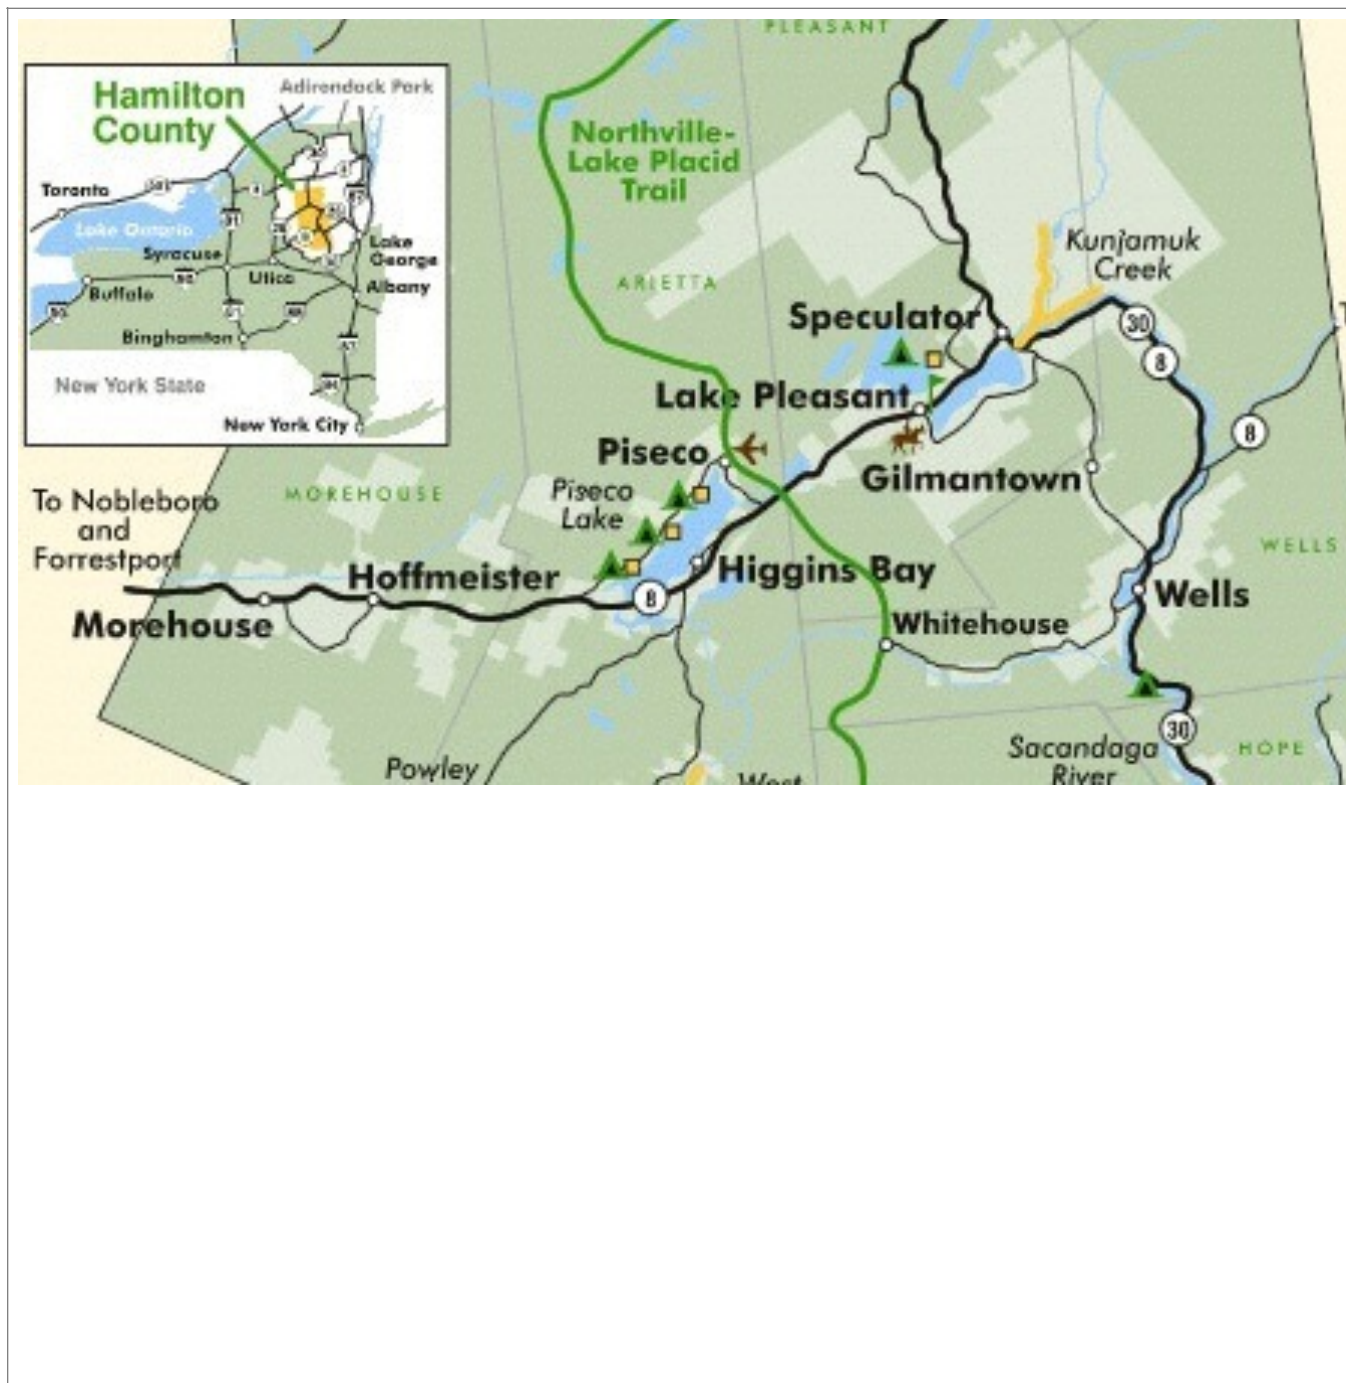 PLEASANT
Adirondack Park
Hamilton
County
Toronto
Lake Ontario
Syracuse
Utica
Lake
George
Albany
Buffalo
Binghamton
New York State
New York City
Northville-
Lake Placid
Trail
ARIETTA
Kunjamuk
Creek
Speculator
30
8
Lake Pleasant
8
Piseco
Gilmantown
Piseco
Lake
MOREHOUSE
To Nobleboro
and
Forrestport
WELLS
Hoffmeister
Higgins Bay
8
Wells
Morehouse
Whitehouse
30
Sacandaga
River
HOPE
Powley
West